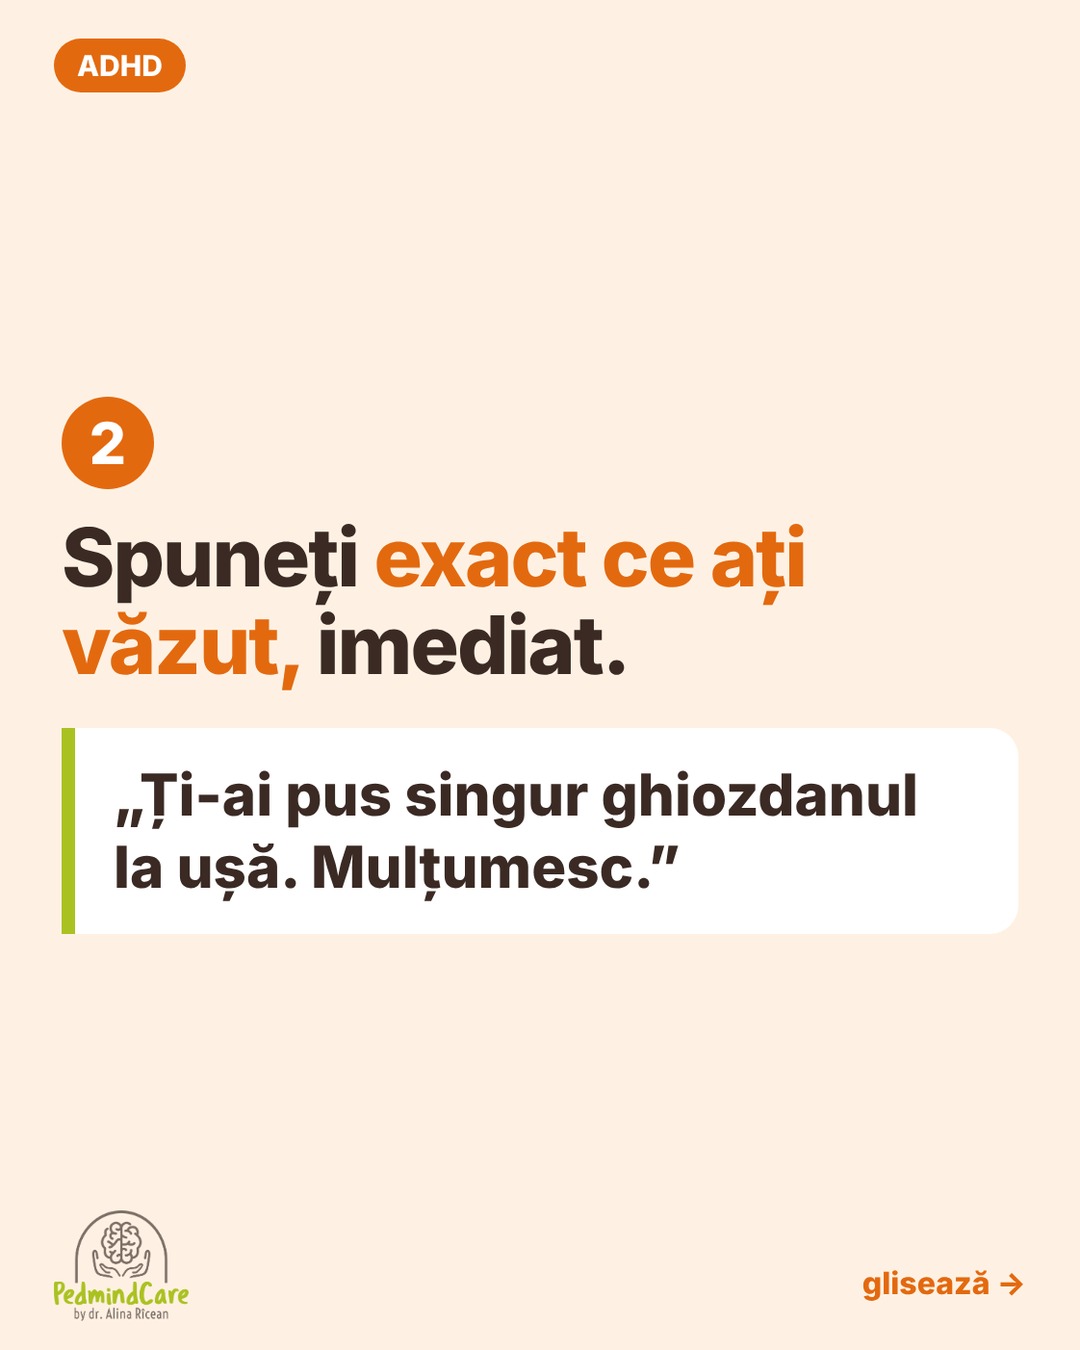 ADHD
2
Spuneți exact ce ați
văzut, imediat.
„Ți-ai pus singur ghiozdanul
la ușă. Mulțumesc.”
PedmindCare
by dr. Alina Rîcean
glisează →